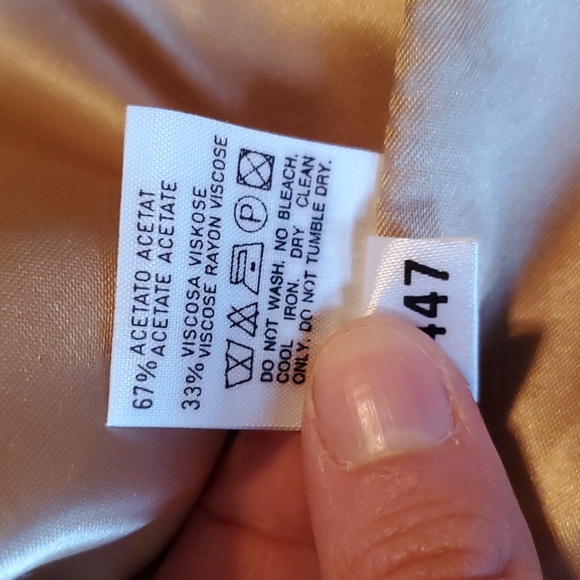 67% ACETATO ACETAT
ACETATE ACETATE
33% VISCOSA VISKOSE
VISCOSE RAYON VISCOSE
P
DO NOT WASH. NO BLEACH.
COOL IRON. DRY CLEAN
ONLY. DO NOT TUMBLE DRY.
447